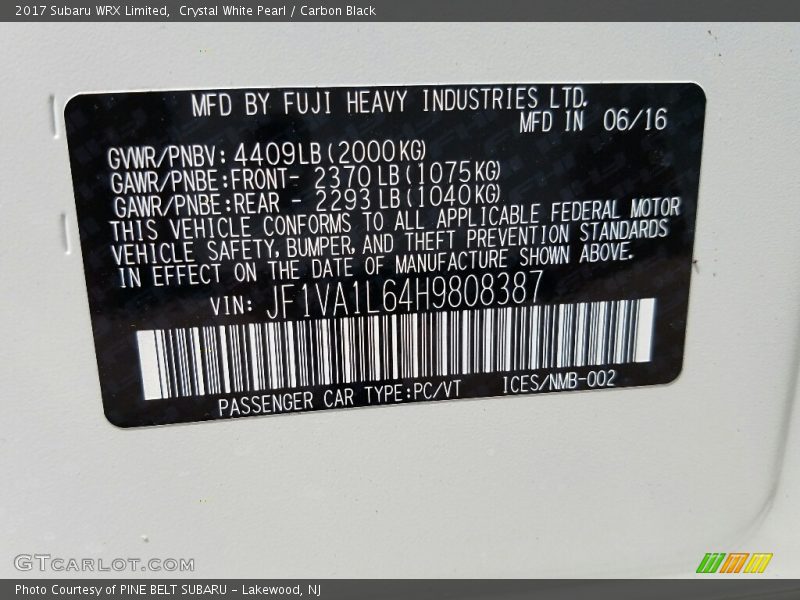 2017 Subaru WRX Limited,  Crystal White Pearl / Carbon Black
MFD BY FUJI HEAVY INDUSTRIES LTD.
MFD IN 06/16
GVWR/PNBV: 4409LB(2000KG)
GAWR/PNBE:FRONT- 2370LB(1075KG)
GAWR/PNBE:REAR - 2293LB(1040KG)
THIS VEHICLE CONFORMS TO ALL APPLICABLE FEDERAL MOTOR
VEHICLE SAFETY, BUMPER, AND THEFT PREVENTION STANDARDS
IN EFFECT ON THE DATE OF MANUFACTURE SHOWN ABOVE.
VIN: JF1VA1L64H9808387
PASSENGER CAR TYPE:PC/VT ICES/NMB-002
GTCARLOT.COM
Photo Courtesy of PINE BELT SUBARU - Lakewood, NJ